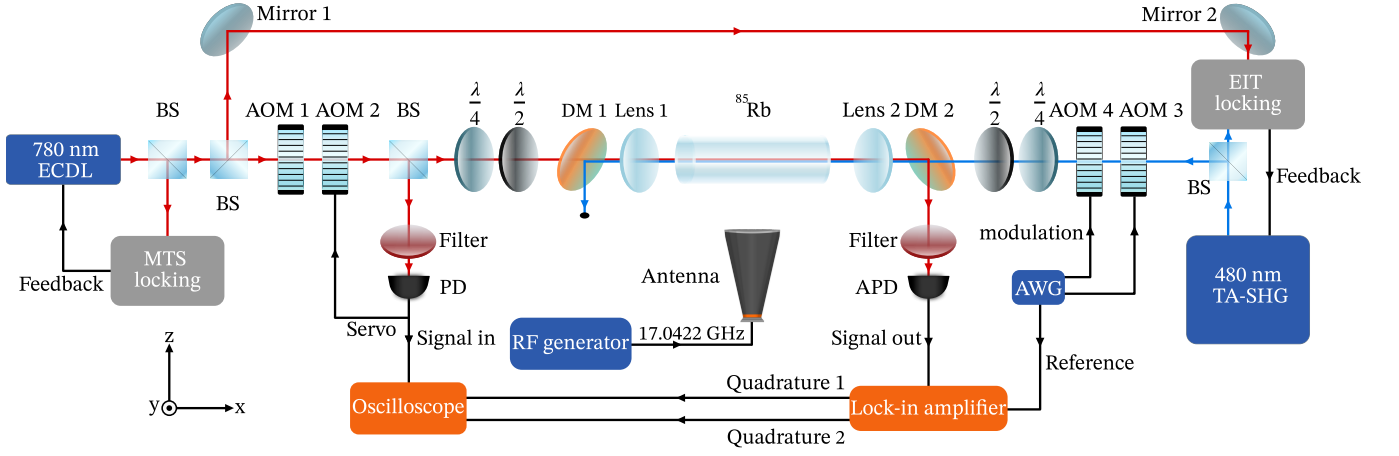 Mirror 1
Mirror 2
EIT
locking
BS
AOM 1
AOM 2
BS
λ
4
λ
2
DM 1
Lens 1
⁸⁵Rb
Lens 2
DM 2
λ
2
λ
4
AOM 4
AOM 3
780 nm
ECDL
BS
BS
Feedback
MTS
locking
Feedback
Filter
PD
Servo
Signal in
Antenna
RF generator
17.0422 GHz
Filter
APD
Signal out
modulation
AWG
Reference
480 nm
TA-SHG
z
y
x
Oscilloscope
Quadrature 1
Quadrature 2
Lock-in amplifier